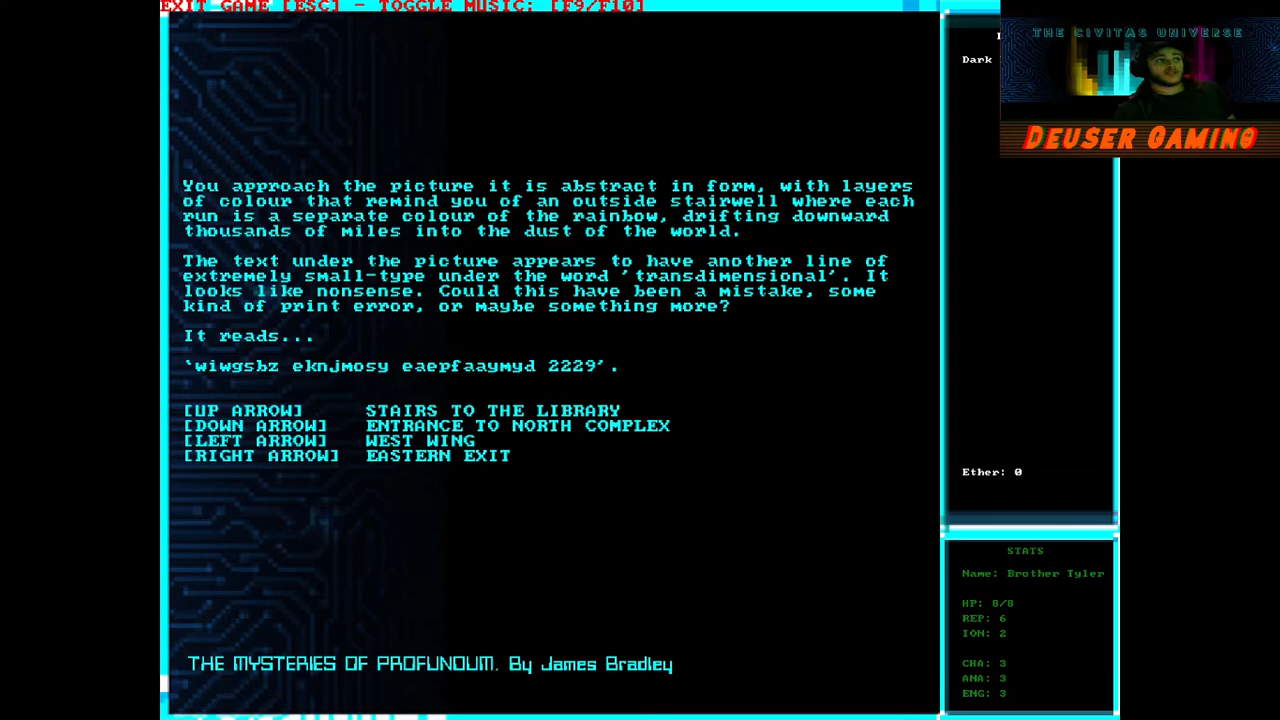 EXIT GAME [ESC] - TOGGLE MUSIC: [F9/F10]
THE CIVITAS UNIVERSE
Dark
DEUSER GAMING
You approach the picture it is abstract in form, with layers
of colour that remind you of an outside stairwell where each
run is a separate colour of the rainbow, drifting downward
thousands of miles into the dust of the world.
The text under the picture appears to have another line of
extremely small-type under the word 'transdimensional'. It
looks like nonsense. Could this have been a mistake, some
kind of print error, or maybe something more?
It reads...
`wiwgsbz eknjmosy eaepfaaymyd 2229'.
[UP ARROW] STAIRS TO THE LIBRARY
[DOWN ARROW] ENTRANCE TO NORTH COMPLEX
[LEFT ARROW] WEST WING
[RIGHT ARROW] EASTERN EXIT
Ether: 0
STATS
Name: Brother Tyler
HP: 8/8
REP: 6
ION: 2
CHA: 3
ANA: 3
ENG: 3
THE MYSTERIES OF PROFUNDUM. By James Bradley